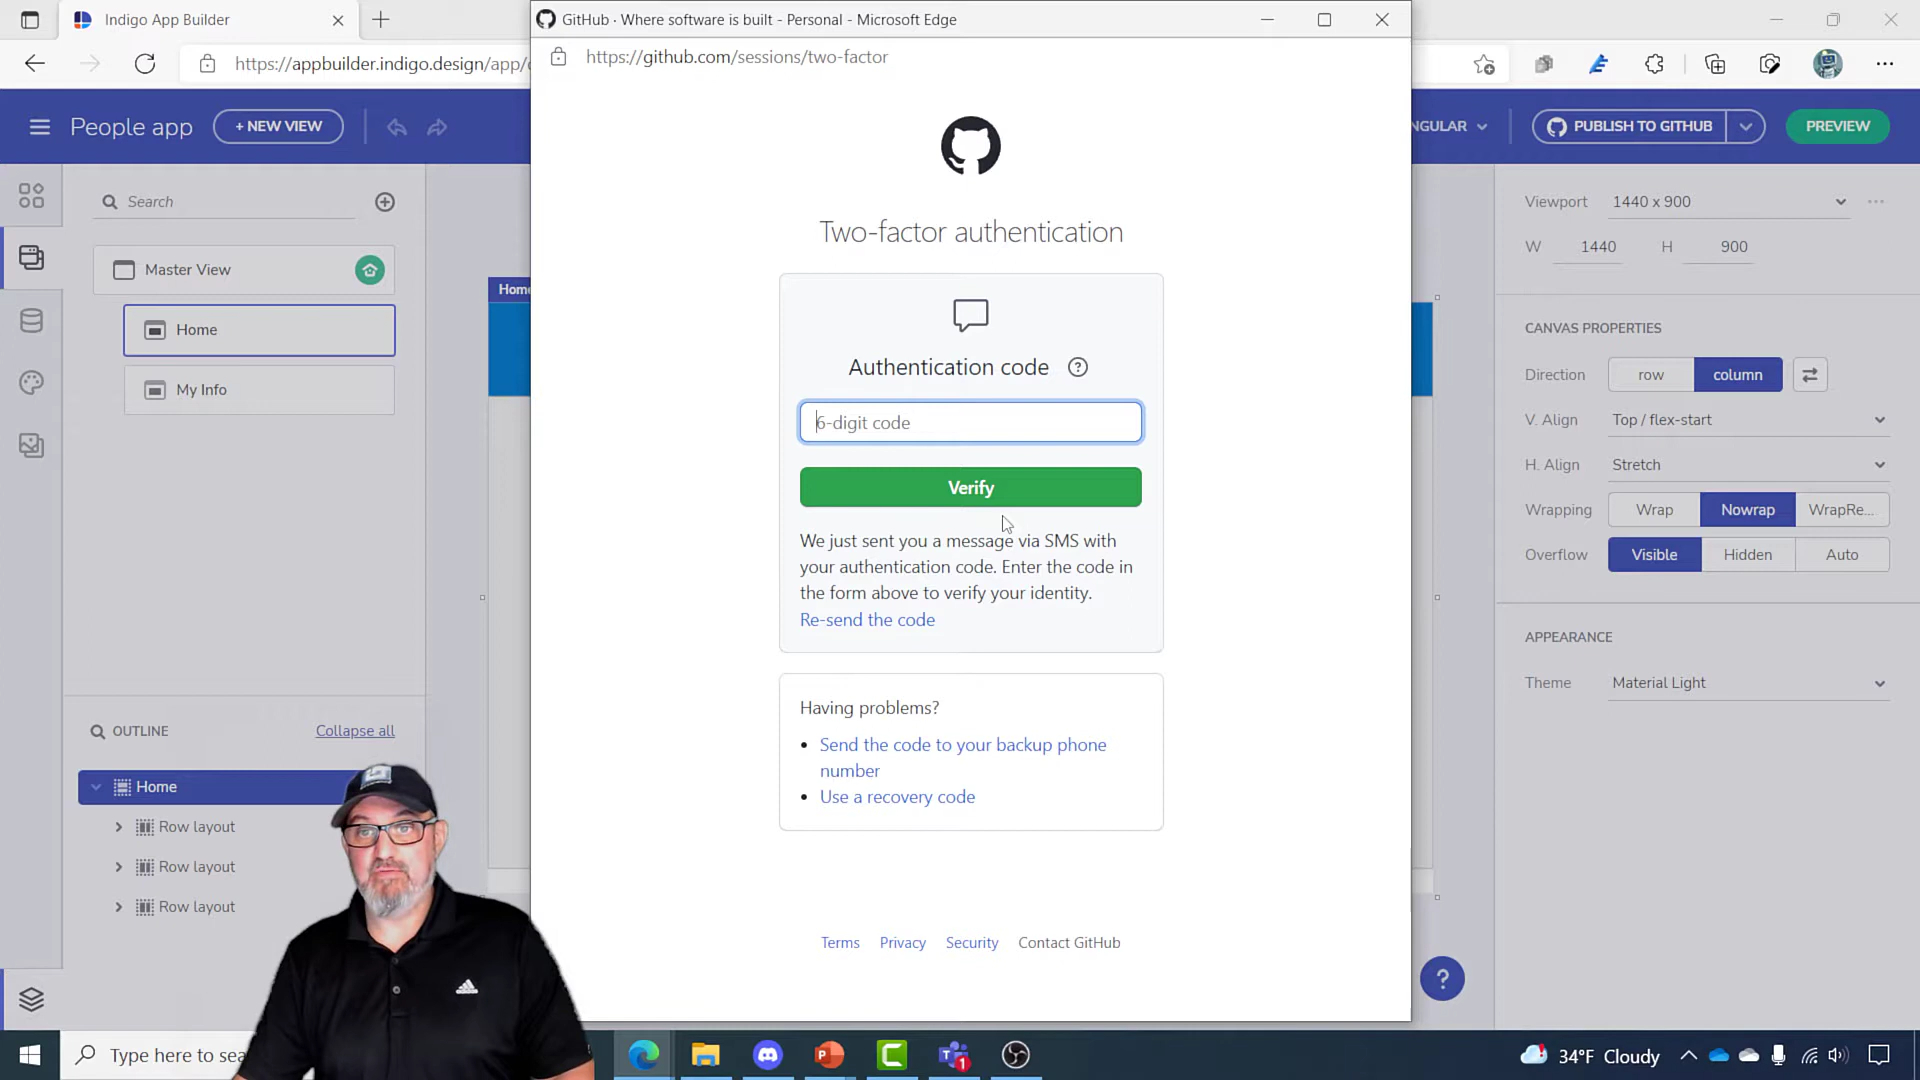 Indigo App Builder
GitHub · Where software is built - Personal - Microsoft Edge
https://appbuilder.indigo.design/app/
https://github.com/sessions/two-factor
People app
+ NEW VIEW
NGULAR
PUBLISH TO GITHUB
PREVIEW
Search
Master View
Home
My Info
Home
Two-factor authentication
Authentication code
6-digit code
Verify
We just sent you a message via SMS with
your authentication code. Enter the code in
the form above to verify your identity.
Re-send the code
Having problems?
Send the code to your backup phone
number
Use a recovery code
Terms Privacy Security Contact GitHub
Viewport 1440 x 900
W 1440 H 900
CANVAS PROPERTIES
Direction row column
V. Align Top / flex-start
H. Align Stretch
Wrapping Wrap Nowrap WrapRe...
Overflow Visible Hidden Auto
APPEARANCE
Theme Material Light
OUTLINE Collapse all
Home
Row layout
Row layout
Row layout
?
Type here to sea
1
34°F Cloudy